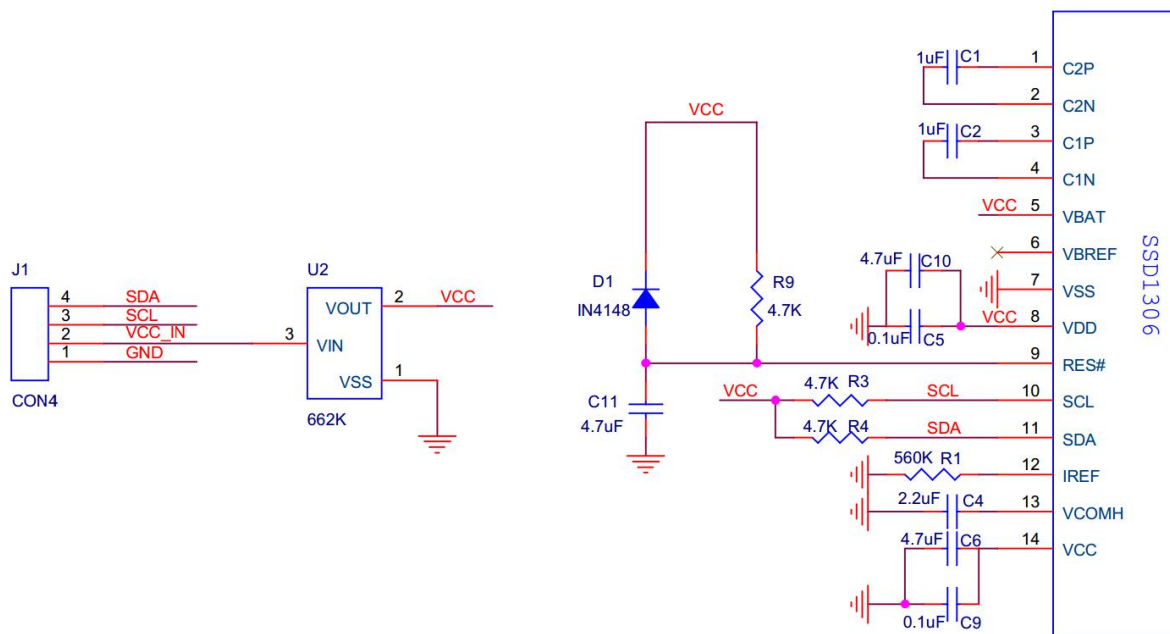 J1
4 SDA
3 SCL
2 VCC_IN
1 GND
CON4
U2
VOUT 2 VCC
3 VIN
VSS 1
662K
VCC
D1
IN4148
R9
4.7K
C11
4.7uF
1uF C1 1 C2P
2 C2N
1uF C2 3 C1P
4 C1N
VCC 5 VBAT
6 VBREF
4.7uF C10
7 VSS
VCC 8 VDD
0.1uF C5
9 RES#
VCC 4.7K R3 SCL 10 SCL
4.7K R4 SDA 11 SDA
560K R1 12 IREF
2.2uF C4 13 VCOMH
4.7uF C6 14 VCC
0.1uF C9
SSD1306